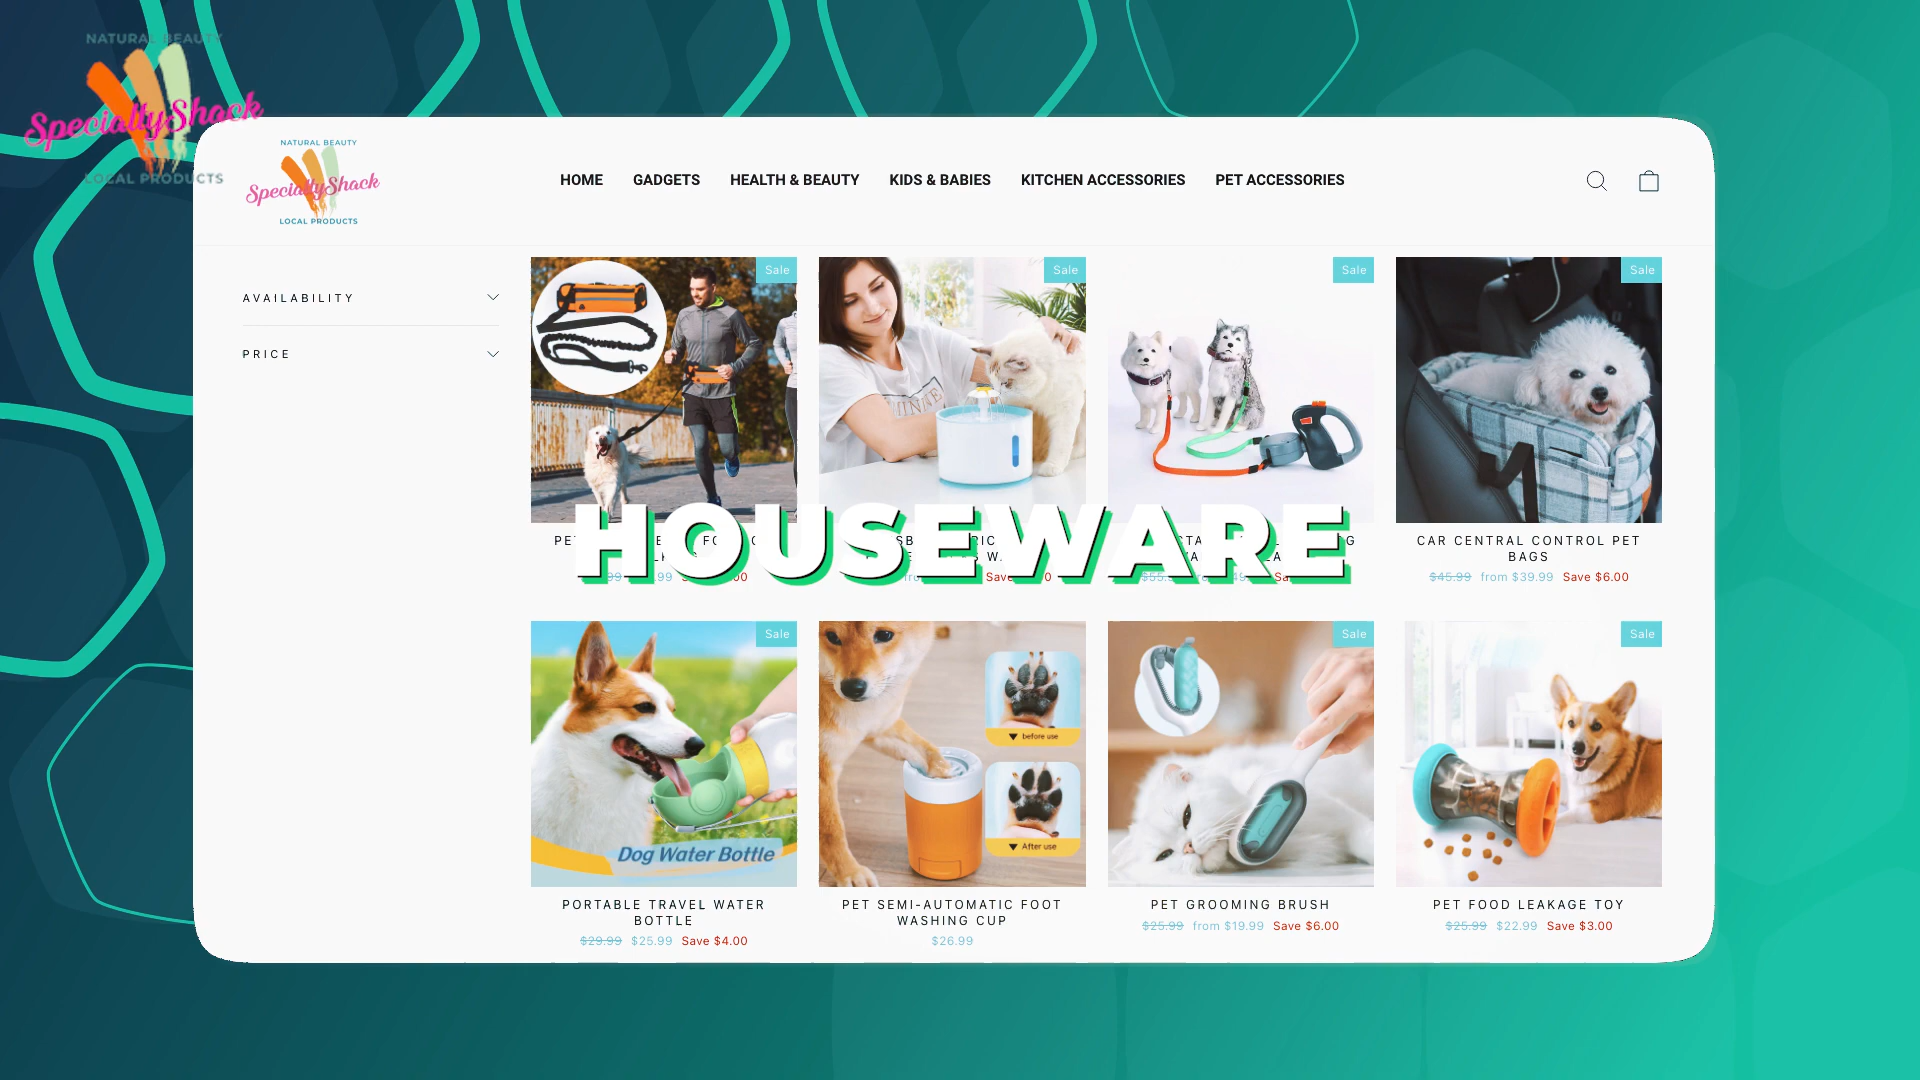 NATURAL BEAUTY
SpecialtyShack
LOCAL PRODUCTS
NATURAL BEAUTY
SpecialtyShack
LOCAL PRODUCTS
HOME GADGETS HEALTH & BEAUTY KIDS & BABIES KITCHEN ACCESSORIES PET ACCESSORIES
AVAILABILITY
PRICE
Sale
Sale
Sale
Sale
HOUSEWARE
CAR CENTRAL CONTROL PET
BAGS
$45.99 from $39.99 Save $6.00
Sale
Dog Water Bottle
before use
After use
Sale
Sale
PORTABLE TRAVEL WATER
BOTTLE
$29.99 $25.99 Save $4.00
PET SEMI-AUTOMATIC FOOT
WASHING CUP
$26.99
PET GROOMING BRUSH
$25.99 from $19.99 Save $6.00
PET FOOD LEAKAGE TOY
$25.99 $22.99 Save $3.00